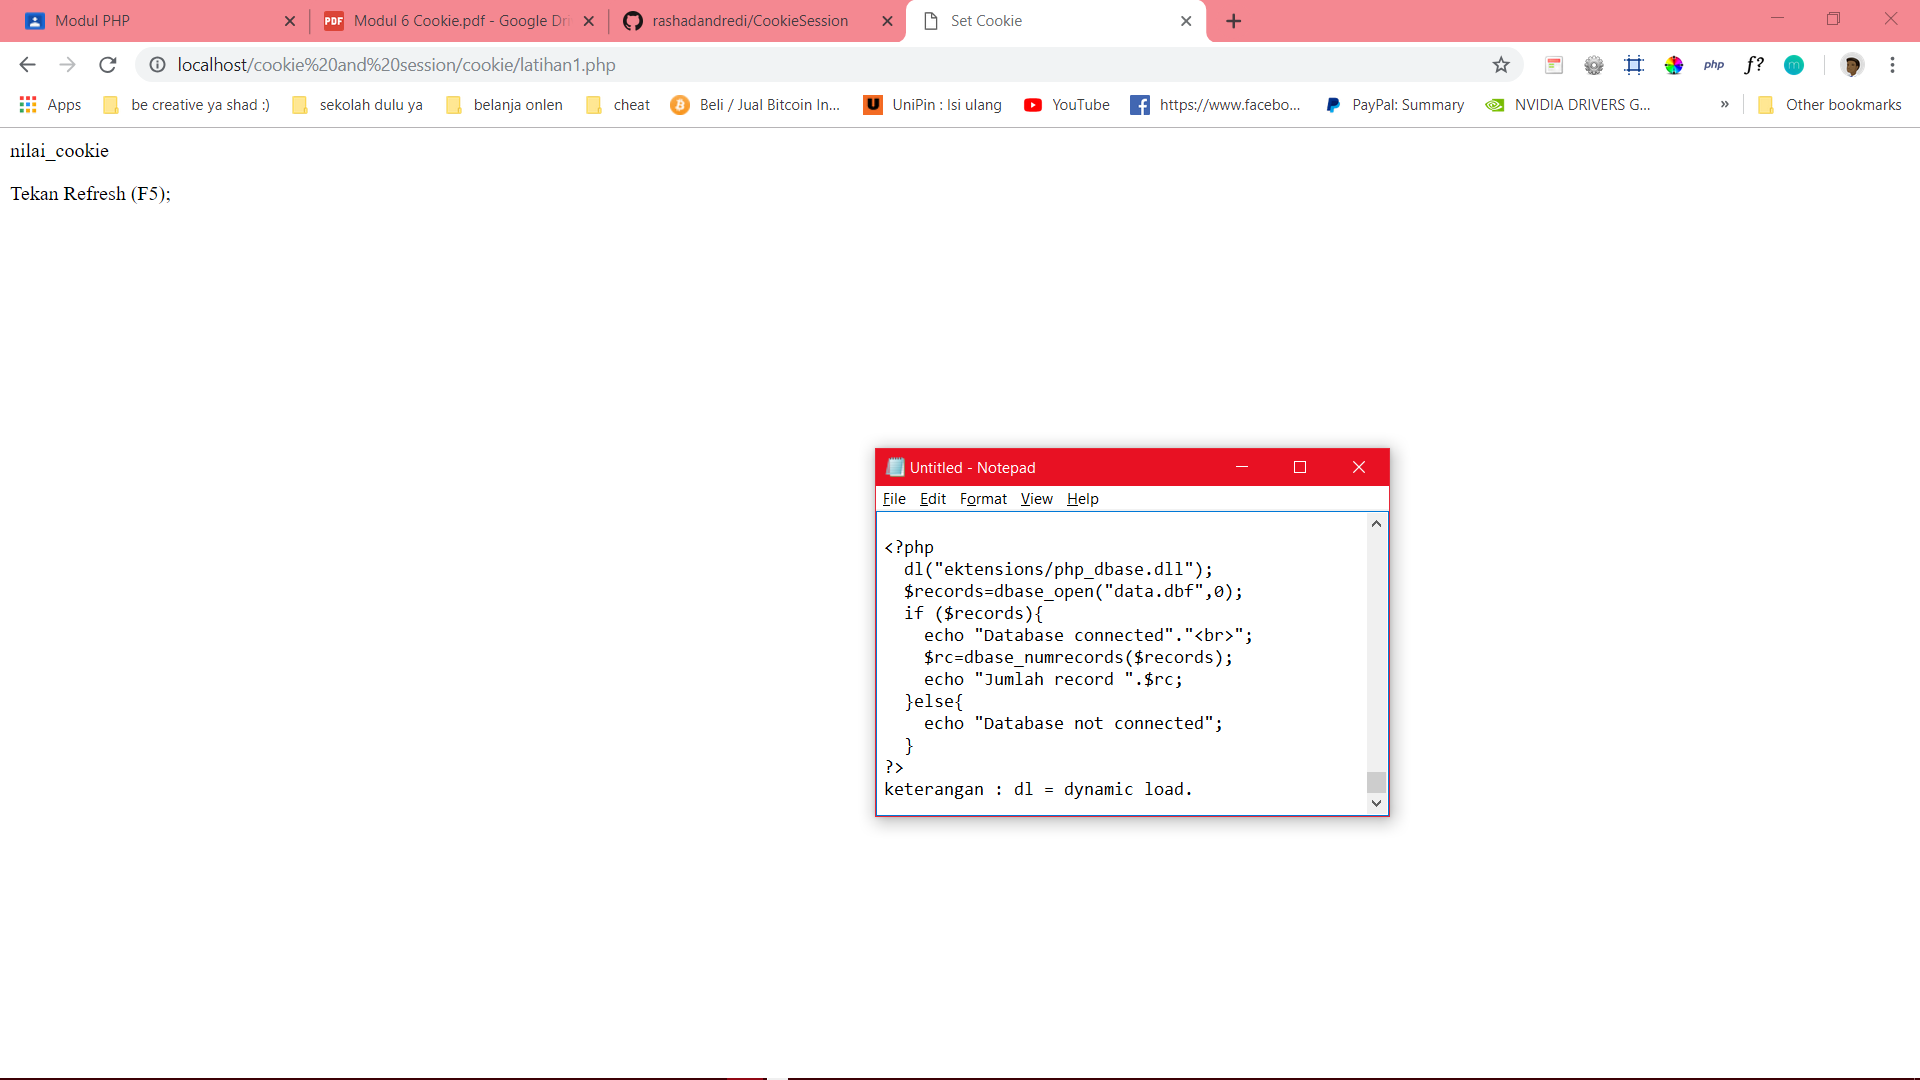 Modul PHP
Modul 6 Cookie.pdf - Google Dri
rashadandredi/CookieSession
Set Cookie
localhost/cookie%20and%20session/cookie/latihan1.php
php
f?
m
Apps
be creative ya shad :)
sekolah dulu ya
belanja onlen
cheat
Beli / Jual Bitcoin In...
UniPin : Isi ulang
YouTube
https://www.facebo...
PayPal: Summary
NVIDIA DRIVERS G...
»
Other bookmarks
nilai_cookie
Tekan Refresh (F5);
Untitled - Notepad
File Edit Format View Help
<?php
dl("ektensions/php_dbase.dll");
$records=dbase_open("data.dbf",0);
if ($records){
echo "Database connected"."<br>";
$rc=dbase_numrecords($records);
echo "Jumlah record ".$rc;
}else{
echo "Database not connected";
}
?>
keterangan : dl = dynamic load.